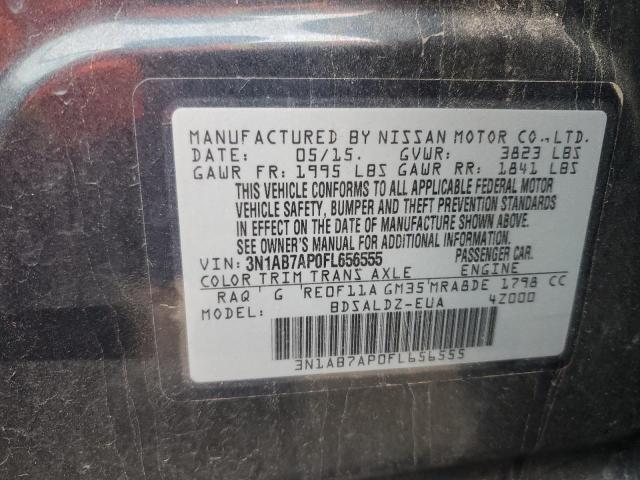 MANUFACTURED BY NISSAN MOTOR CO.,LTD.
DATE: 05/15. GVWR: 3823 LBS
GAWR FR: 1995 LBS GAWR RR: 1841 LBS
THIS VEHICLE CONFORMS TO ALL APPLICABLE FEDERAL MOTOR
VEHICLE SAFETY, BUMPER AND THEFT PREVENTION STANDARDS
IN EFFECT ON THE DATE OF MANUFACTURE SHOWN ABOVE.
SEE OWNER'S MANUAL FOR ADDITIONAL INFORMATION.
VIN: 3N1AB7AP0FL656555 PASSENGER CAR.
COLOR TRIM TRANS AXLE ENGINE
RAQ G RE0F11A GM35 MRA8DE 1798 CC
MODEL: BDSALDZ-EUA 4Z000
3N1AB7AP0FL656555